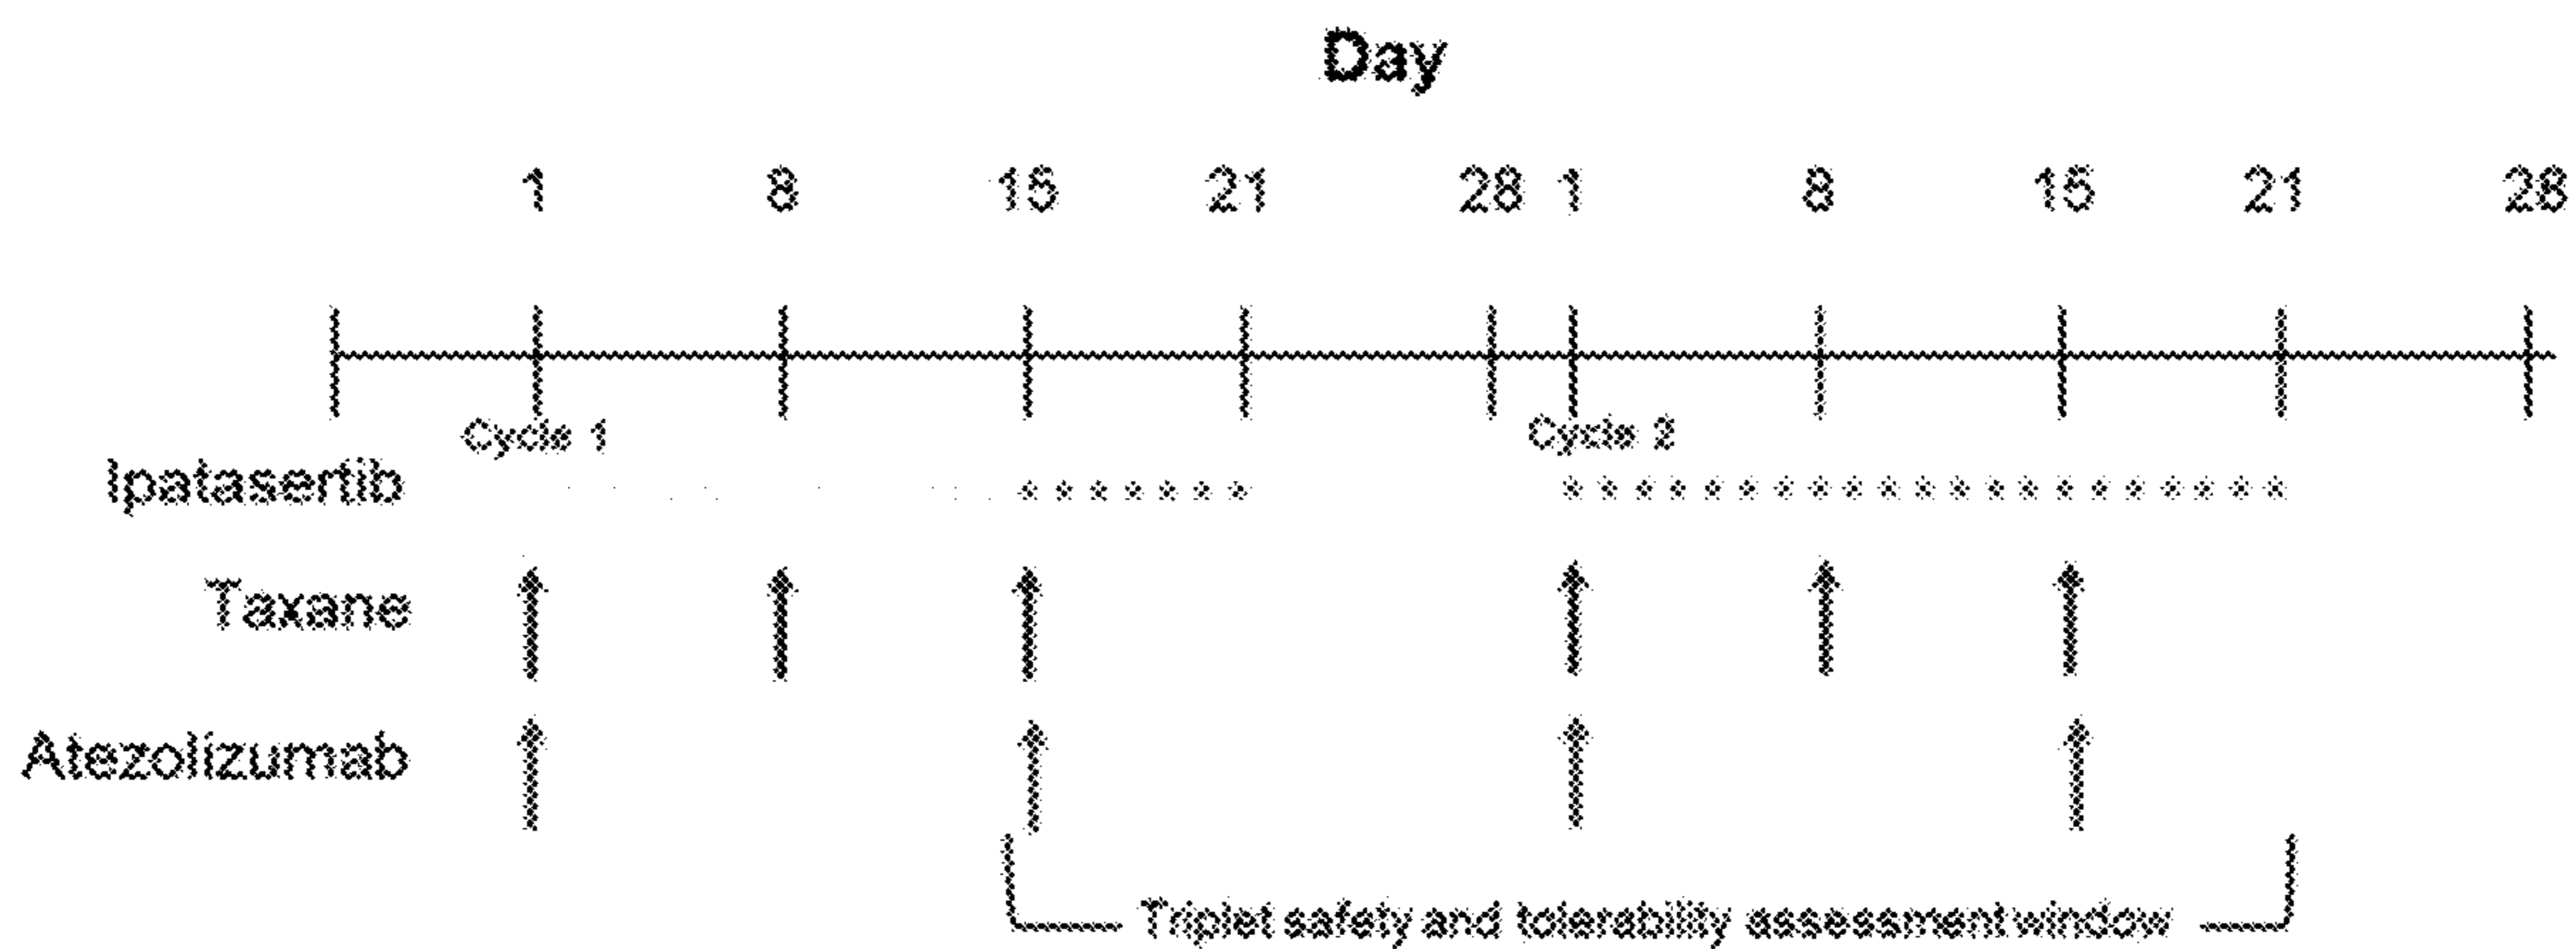 Day
1 8 15 21 28 1 8 15 21 28
Cycle 1 Cycle 2
Ipatasertib
Taxane
Atezolizumab
Triplet safety and tolerability assessment window